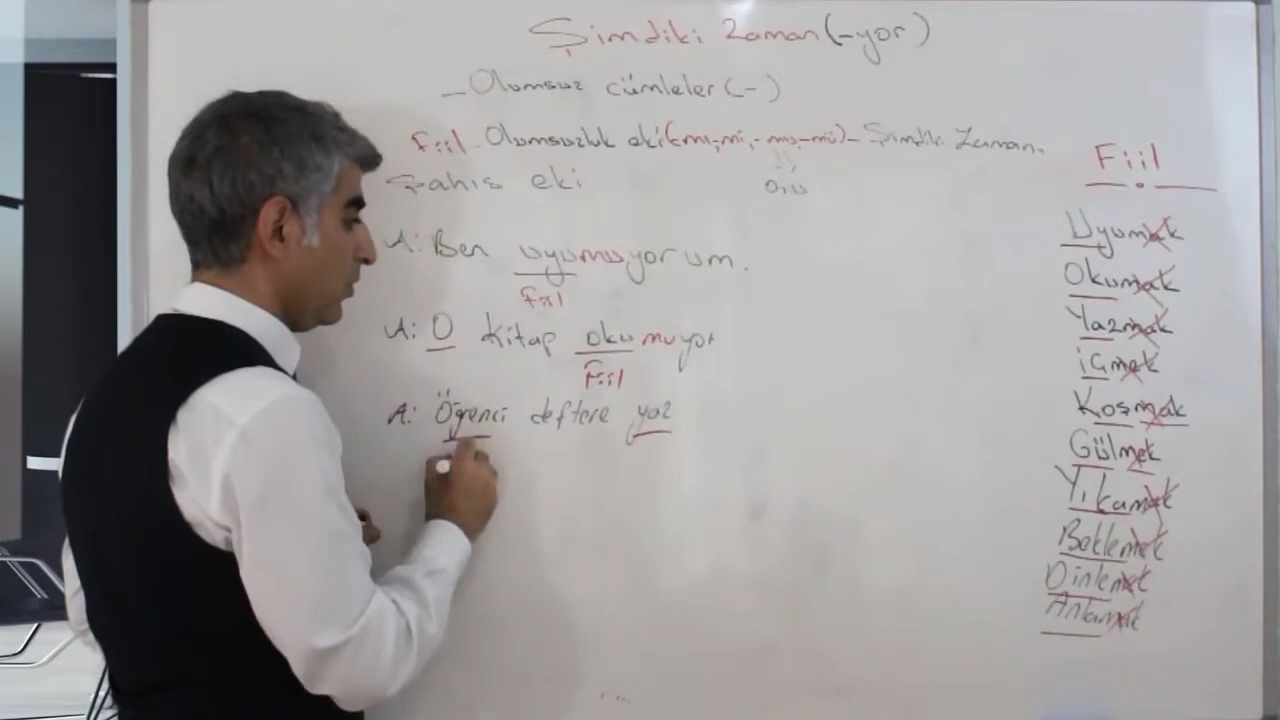 Şimdiki Zaman (-yor)
- Olumsuz cümleler (-)
Fiil - Olumsuzluk eki (mı, mi, - mu - mü) - Şimdiki Zaman.
Şahıs eki
A: Ben uyumuyorum.
Fiil
A: O kitap okumuyor
Fiil
A: Öğrenci deftere yaz
Fiil
Uyumak
Okumak
Yazmak
içmek
Koşmak
Gülmek
Yıkamak
Beklemek
Dinlemek
Anlamak